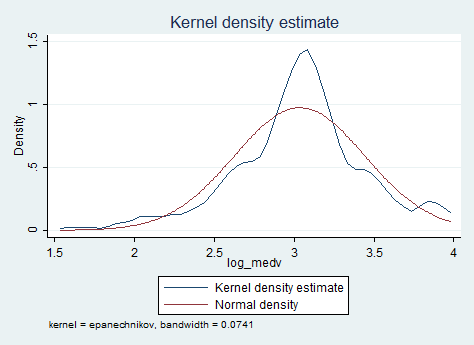 Kernel density estimate
1.5
1
.5
0
Density
1.5
2
2.5
3
3.5
4
log_medv
Kernel density estimate
Normal density
kernel = epanechnikov, bandwidth = 0.0741